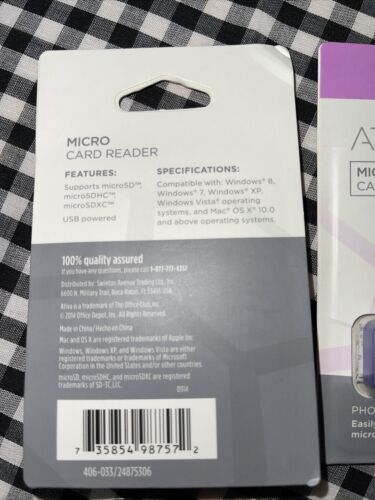 MICRO
CARD READER
FEATURES:
Supports microSD™,
microSDHC™,
microSDXC™
USB powered
SPECIFICATIONS:
Compatible with: Windows® 8,
Windows® 7, Windows® XP,
Windows Vista® operating
systems, and Mac® OS X® 10.0
and above operating systems.
100% quality assured
If you have any questions, please call 1-877-777-4357
Distributed by: Swinton Avenue Trading Ltd., Inc
6600 N. Military Trail, Boca Raton, FL 33496 USA.
Ativa is a trademark of The Office Club, Inc.
© 2014 Office Depot, Inc. All rights reserved.
Made in China / Hecho en China
Mac and OS X are registered trademarks of Apple Inc
Windows, Windows XP, and Windows Vista are either
registered trademarks or trademarks of Microsoft
Corporation in the United States and/or other countries.
microSD, microSDHC, and microSDXC are registered
trademarks of SD-3C, LLC.
0914
7 35854 98757 2
406-033/24875306
ATIV
MIC
CA
PHO
Easily
micro